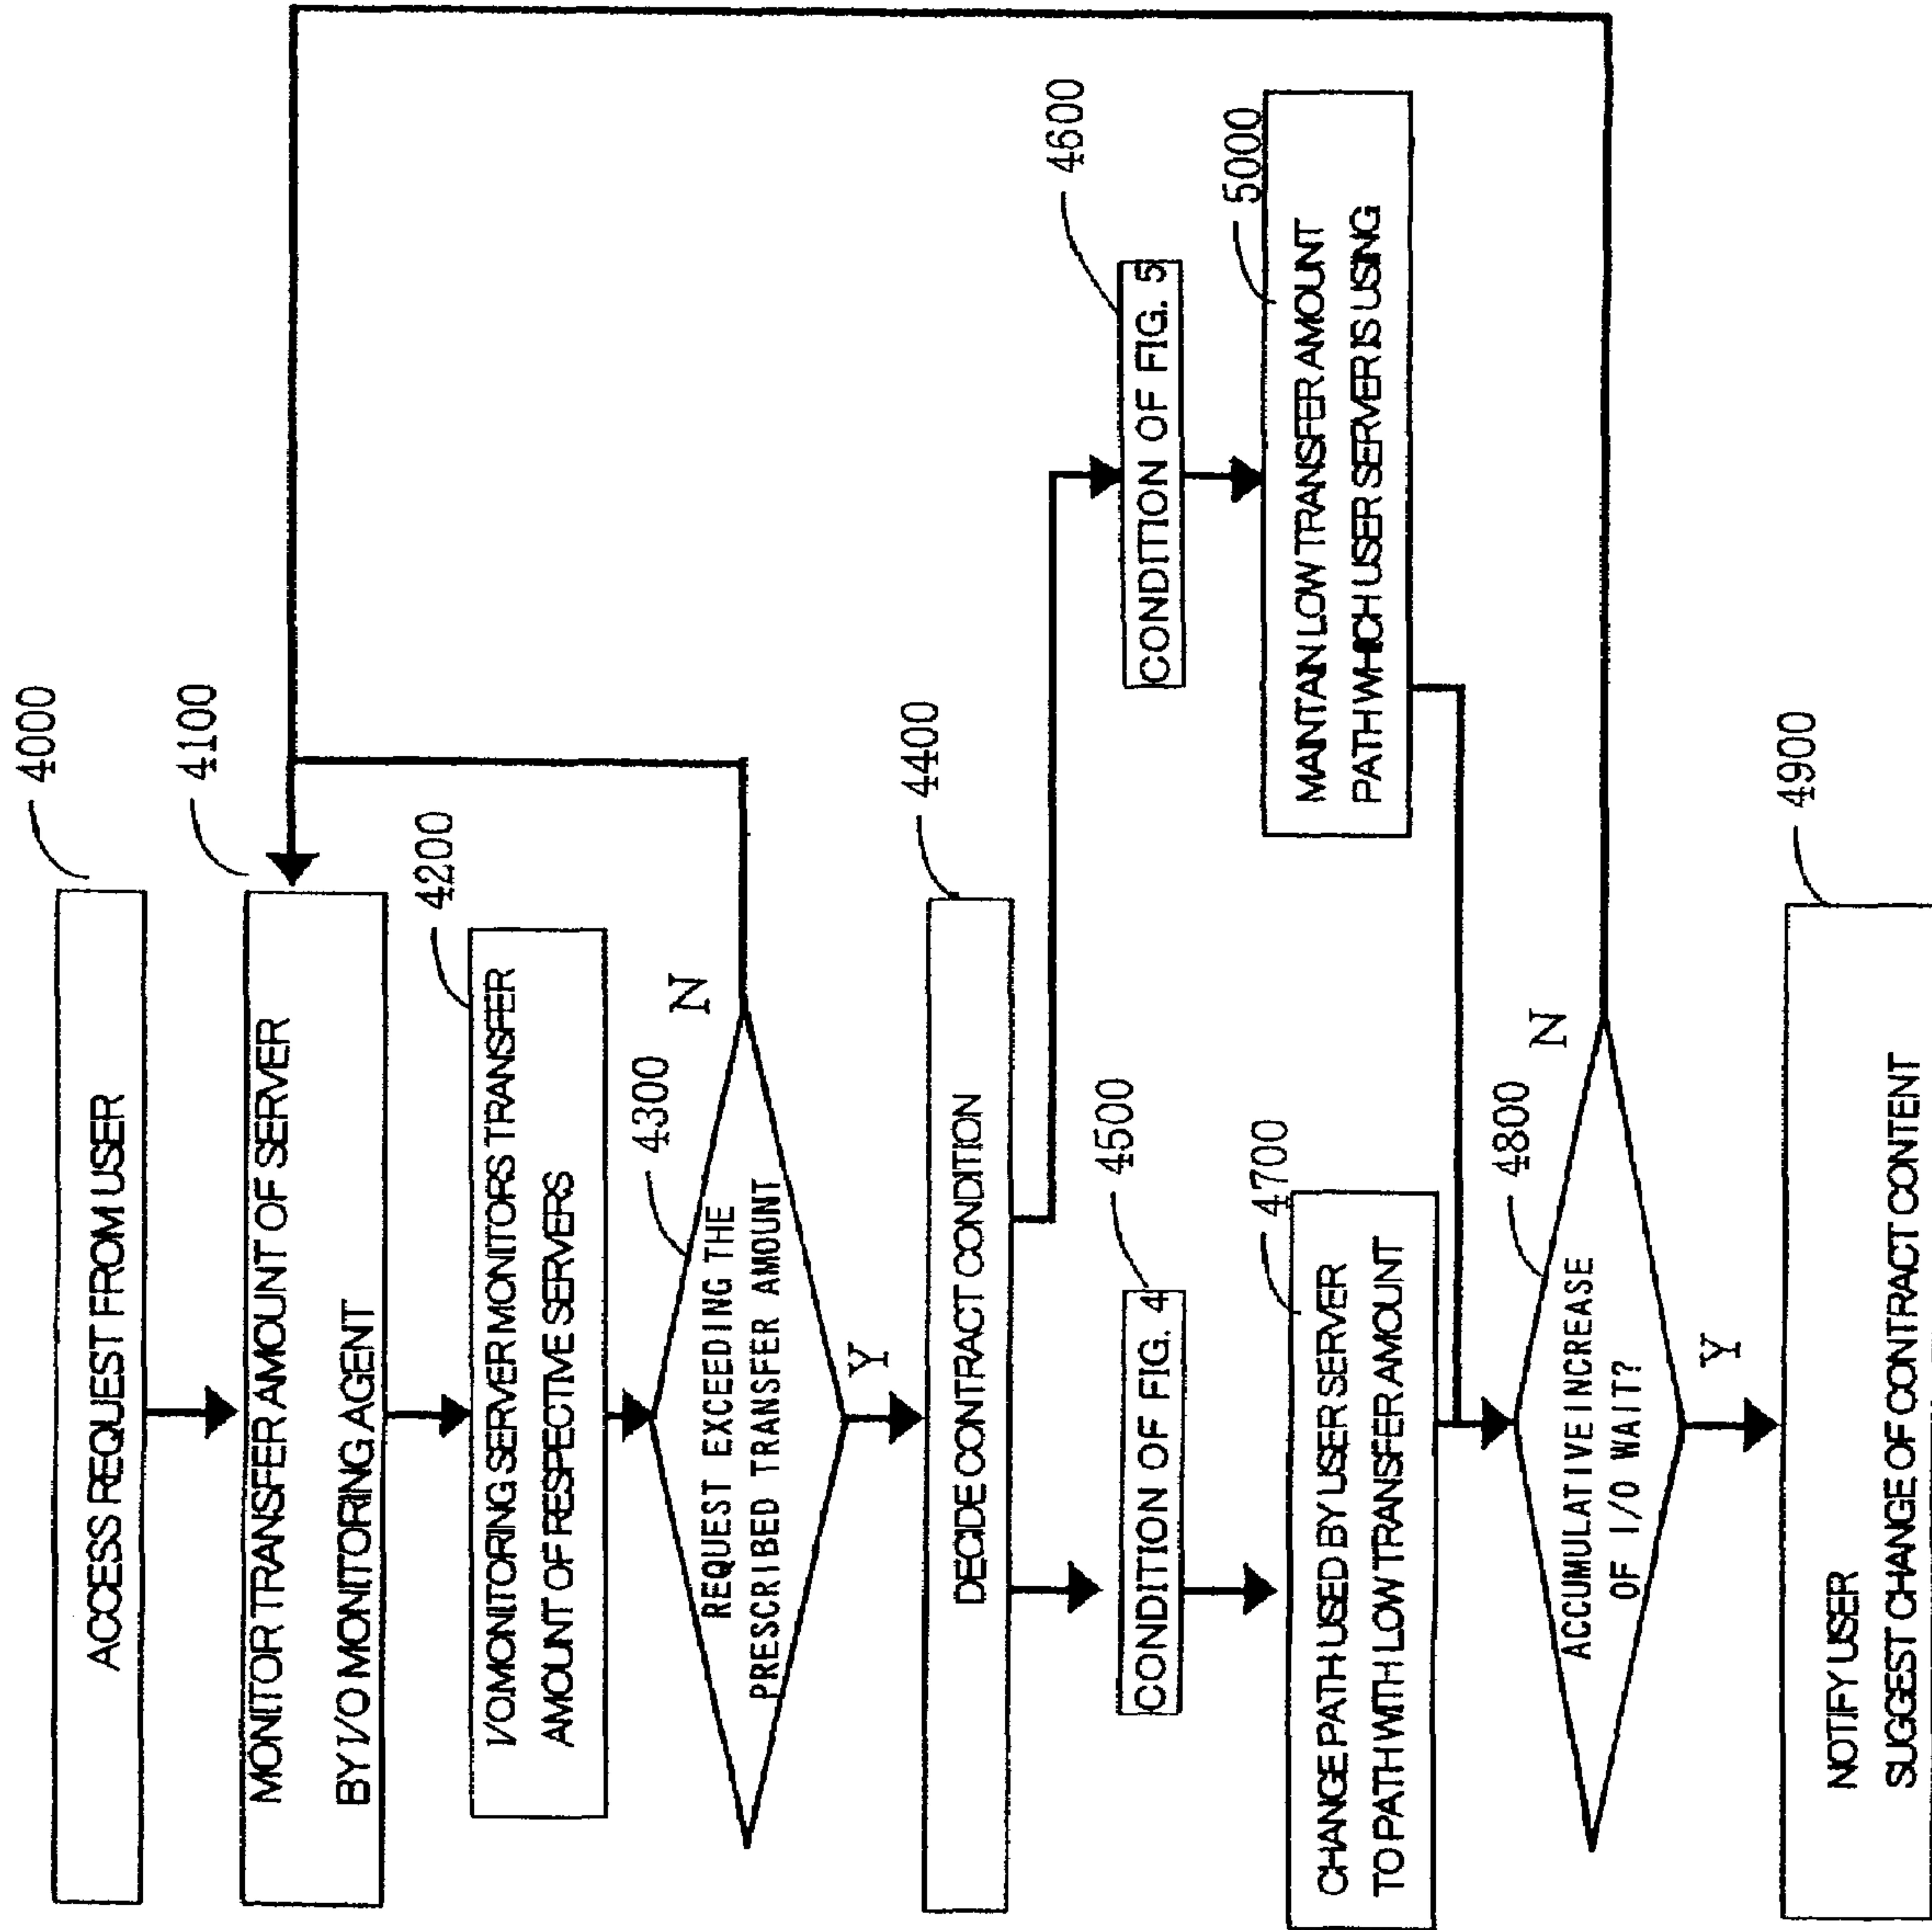 4000
ACCESS REQUEST FROM USER
4100
MONITOR TRANSFER AMOUNT OF SERVER
BY I/O MONITORING AGENT
4200
I/O MONITORING SERVER MONITORS TRANSFER
AMOUNT OF RESPECTIVE SERVERS
4300
N
REQUEST EXCEEDING THE
PRESCRIBED TRANSFER AMOUNT
Y
4400
DECIDE CONTRACT CONDITION
4500
CONDITION OF FIG. 4
4600
CONDITION OF FIG. 5
4700
CHANGE PATH USED BY USER SERVER
TO PATH WITH LOW TRANSFER AMOUNT
5000
MAINTAIN LOW TRANSFER AMOUNT
PATH WHICH USER SERVER IS USING
4800
N
ACCUMULATIVE INCREASE
OF I/O WAIT?
Y
4900
NOTIFY USER
SUGGEST CHANGE OF CONTRACT CONTENT